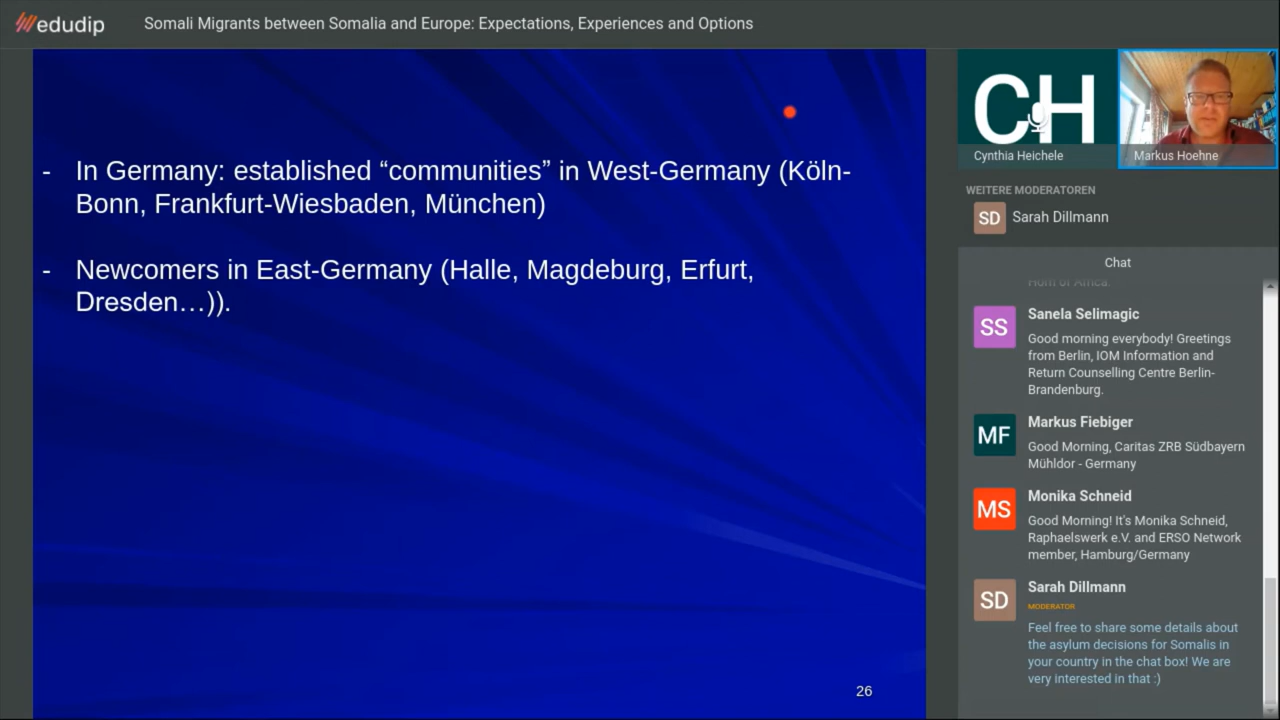 edudip
Somali Migrants between Somalia and Europe: Expectations, Experiences and Options
- In Germany: established “communities” in West-Germany (Köln-
Bonn, Frankfurt-Wiesbaden, München)
- Newcomers in East-Germany (Halle, Magdeburg, Erfurt,
Dresden…)).
26
CH
Cynthia Heichele
Markus Hoehne
WEITERE MODERATOREN
SD
Sarah Dillmann
Chat
Horn of Africa.
SS
Sanela Selimagic
Good morning everybody! Greetings
from Berlin, IOM Information and
Return Counselling Centre Berlin-
Brandenburg.
MF
Markus Fiebiger
Good Morning, Caritas ZRB Südbayern
Mühldor - Germany
MS
Monika Schneid
Good Morning! It's Monika Schneid,
Raphaelswerk e.V. and ERSO Network
member, Hamburg/Germany
SD
Sarah Dillmann
MODERATOR
Feel free to share some details about
the asylum decisions for Somalis in
your country in the chat box! We are
very interested in that :)